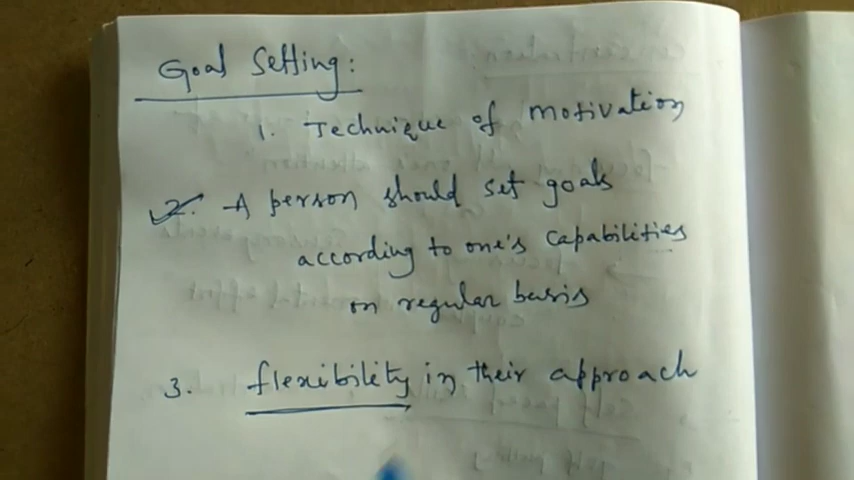 Goal Setting:
1. Technique of motivation
2. A person should set goals
according to one's capabilities
on regular basis
3. flexibility in their approach